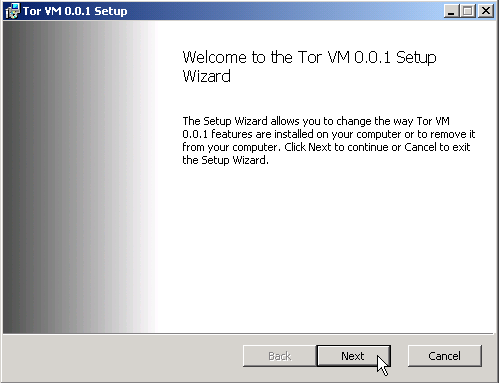 Tor VM 0.0.1 Setup
Welcome to the Tor VM 0.0.1 Setup
Wizard
The Setup Wizard allows you to change the way Tor VM
0.0.1 features are installed on your computer or to remove it
from your computer. Click Next to continue or Cancel to exit
the Setup Wizard.
Back Next Cancel